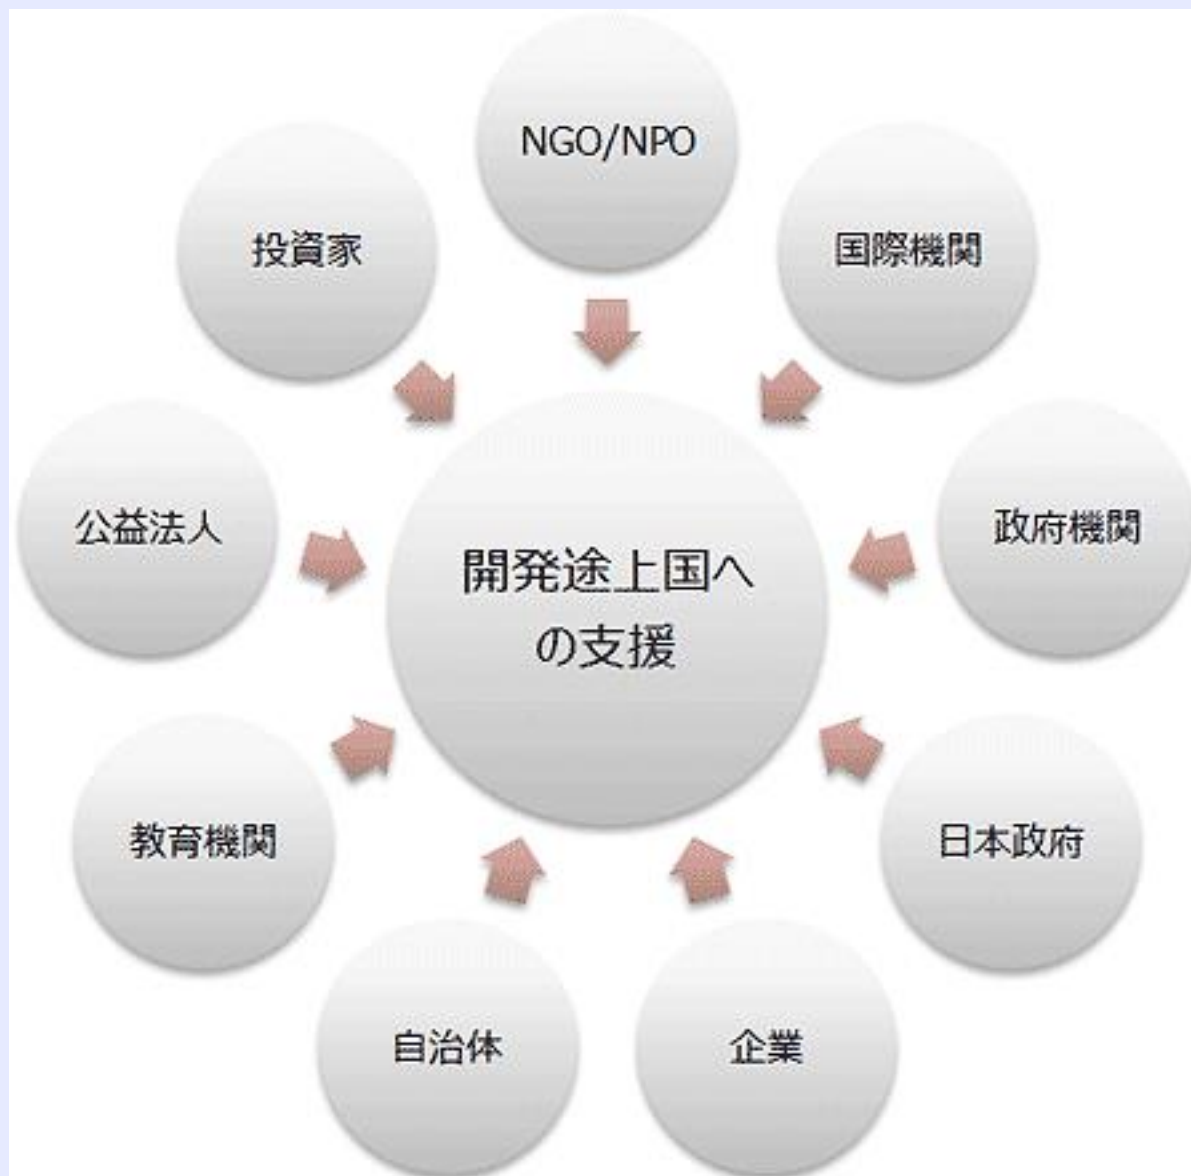 NGO/NPO
国際機関
政府機関
日本政府
企業
自治体
教育機関
公益法人
投資家
開発途上国へ
の支援